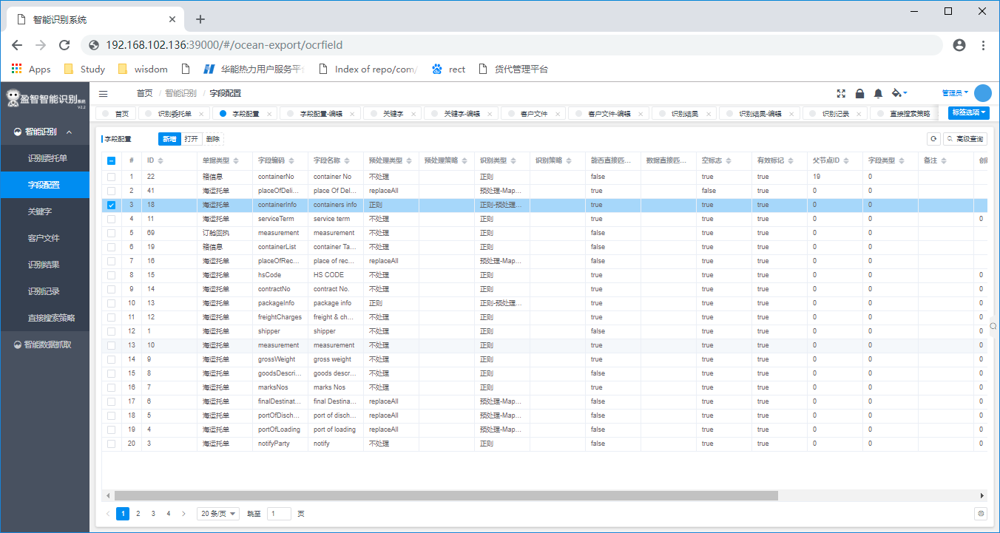 智能识别系统
192.168.102.136:39000/#/ocean-export/ocrfield
Apps Study wisdom 华能热力用户服务平台 Index of repo/com/ rect 货代管理平台
盈智智能识别系统 V2.2
首页 / 智能识别 / 字段配置 管理员
首页 识别委托单 字段配置 字段配置-编辑 关键字 关键字-编辑 客户文件 客户文件-编辑 识别结果 识别结果-编辑 识别记录 直接搜索策略 标签选项
智能识别
识别委托单
字段配置
关键字
客户文件
识别结果
识别记录
直接搜索策略
智能数据抓取
字段配置 新增 打开 删除 高级查询
# ID 单据类型 字段编码 字段名称 预处理类型 预处理策略 识别类型 识别策略 能否直接匹... 数据直接匹... 空标志 有效标记 父节点ID 字段类型 备注
1 22 箱信息 containerNo container No 不处理 正则 false true true 19 0
2 41 海运托单 placeOfDeli... place Of Del... replaceAll 预处理-Map... true false true 0 0
3 18 海运托单 containerInfo containers info 正则 正则-预处理... true true true 0 0
4 11 海运托单 serviceTerm service term 不处理 正则 true true true 0 0 0
5 69 订舱回执 measurement measurement 不处理 正则 false true true 0 0
6 19 箱信息 containerList container Ta... 不处理 正则 false true true 0 0
7 16 海运托单 placeOfRec... place of rec... replaceAll 预处理-Map... false true true 0 0
8 15 海运托单 hsCode HS CODE 不处理 正则 true true true 0 0 0
9 14 海运托单 contractNo contract No. 不处理 正则 true true true 0 0 0
10 13 海运托单 packageInfo package info 正则 正则-预处理... true true true 0 0 0
11 12 海运托单 freightCharges freight & ch... 不处理 正则 true true true 0 0 0
12 1 海运托单 shipper shipper 不处理 正则 false true true 0 0 0
13 10 海运托单 measurement measurement 不处理 正则 true true true 0 0 0
14 9 海运托单 grossWeight gross weight 不处理 正则 true true true 0 0 0
15 8 海运托单 goodsDescri... goods descr... 不处理 正则 false true true 0 0 0
16 7 海运托单 marksNos marks Nos 不处理 正则 true true true 0 0 0
17 6 海运托单 finalDestinat... final Destina... replaceAll 预处理-Map... false true true 0 0 0
18 5 海运托单 portOfDisch... port of disch... replaceAll 预处理-Map... false true true 0 0 0
19 4 海运托单 portOfLoading port of loading replaceAll 预处理-Map... false true true 0 0 0
20 3 海运托单 notifyParty notify 不处理 正则 false true true 0 0 0
1 2 3 4 20 条/页 跳至 1 页